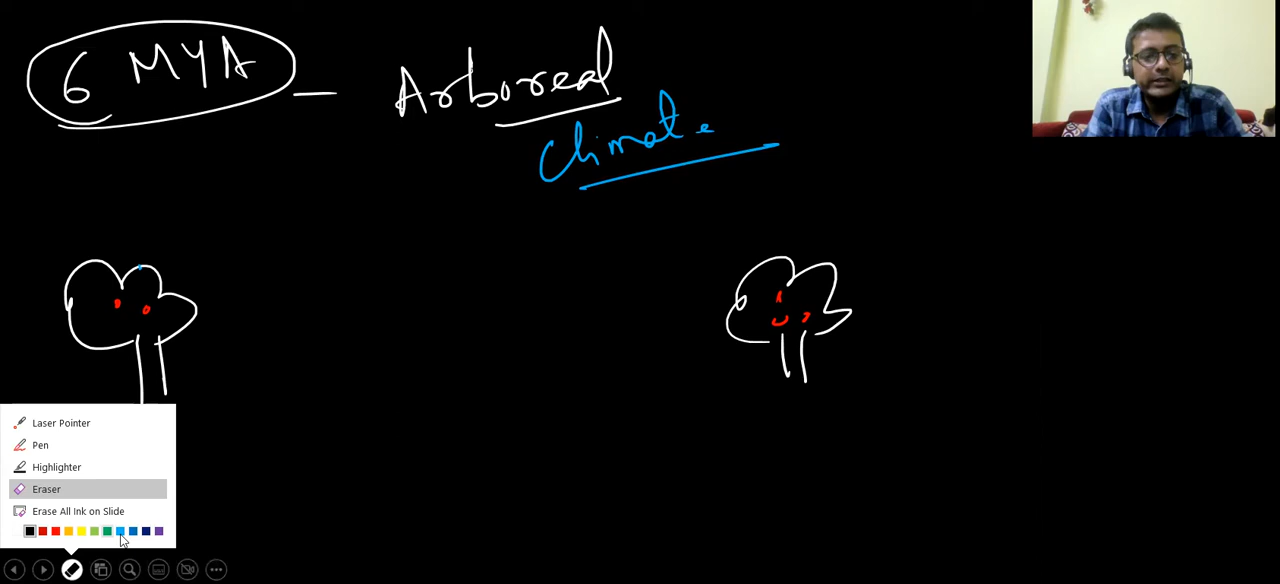 6 MYA — Arboreal
Climate
Laser Pointer
Pen
Highlighter
Eraser
Erase All Ink on Slide